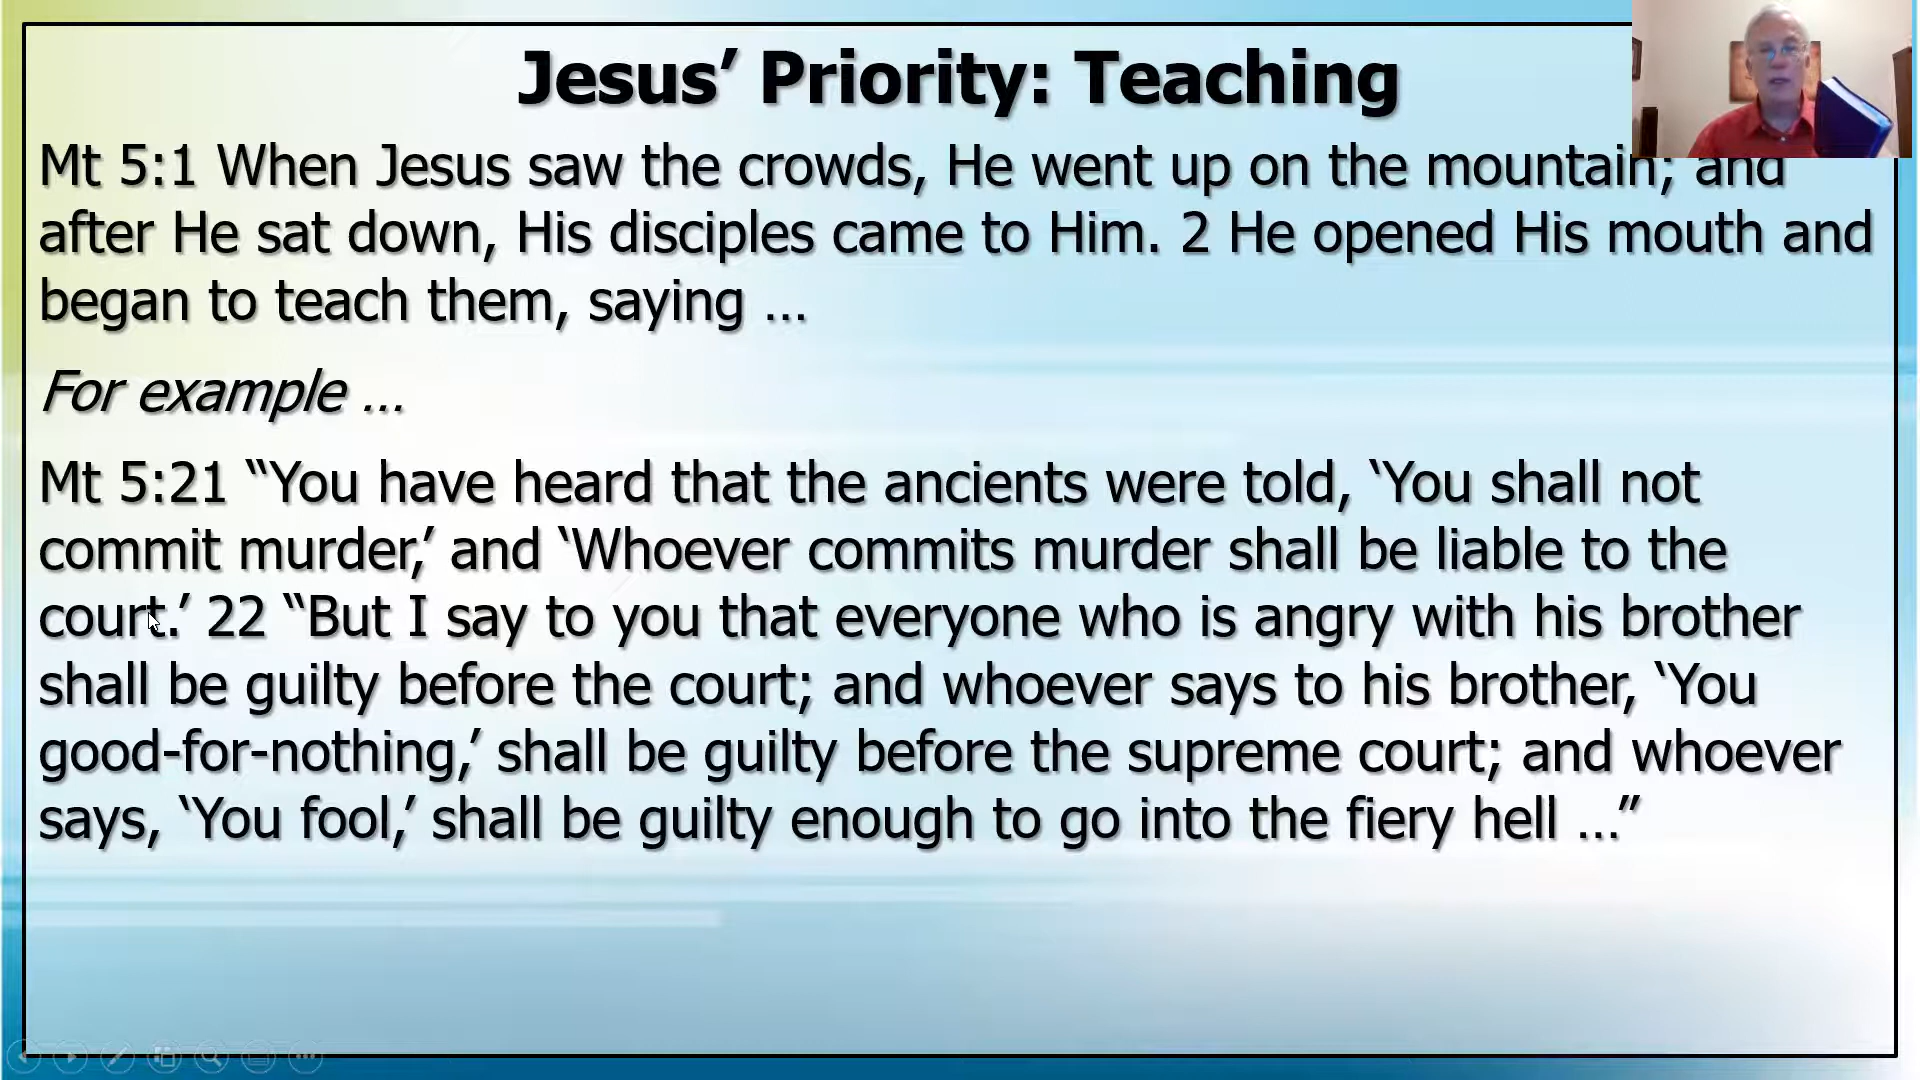 Jesus’ Priority: Teaching
Mt 5:1 When Jesus saw the crowds, He went up on the mountain; and
after He sat down, His disciples came to Him. 2 He opened His mouth and
began to teach them, saying …
For example …
Mt 5:21 “You have heard that the ancients were told, ‘You shall not
commit murder,’ and ‘Whoever commits murder shall be liable to the
court.’ 22 “But I say to you that everyone who is angry with his brother
shall be guilty before the court; and whoever says to his brother, ‘You
good-for-nothing,’ shall be guilty before the supreme court; and whoever
says, ‘You fool,’ shall be guilty enough to go into the fiery hell …”